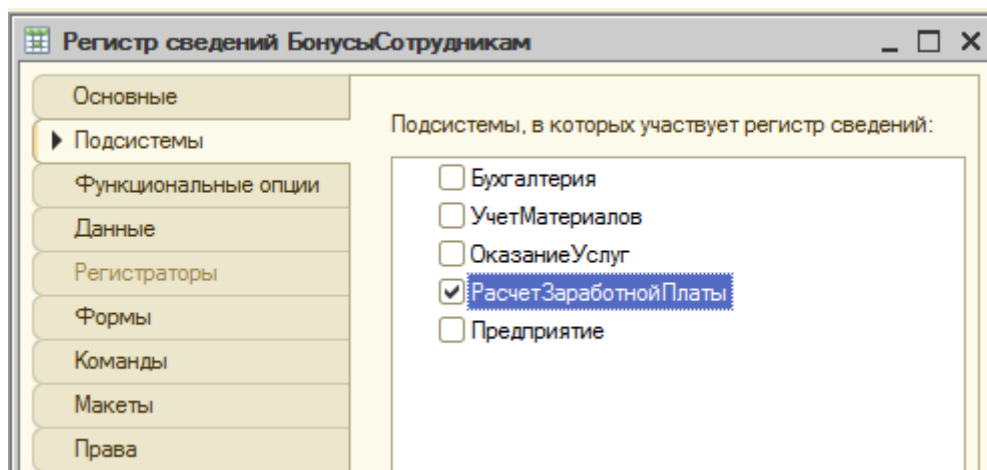 Регистр сведений БонусыСотрудникам
Основные
Подсистемы
Функциональные опции
Данные
Регистраторы
Формы
Команды
Макеты
Права
Подсистемы, в которых участвует регистр сведений:
Бухгалтерия
УчетМатериалов
ОказаниеУслуг
РасчетЗаработнойПлаты
Предприятие